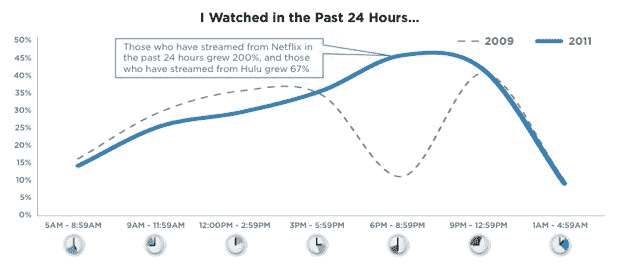 I Watched in the Past 24 Hours...
2009 2011
Those who have streamed from Netflix in
the past 24 hours grew 200%, and those
who have streamed from Hulu grew 67%
50%
45%
40%
35%
30%
25%
20%
15%
10%
5%
0%
5AM - 8:59AM 9AM - 11:59AM 12:00PM - 2:59PM 3PM - 5:59PM 6PM - 8:59PM 9PM - 12:59PM 1AM - 4:59AM